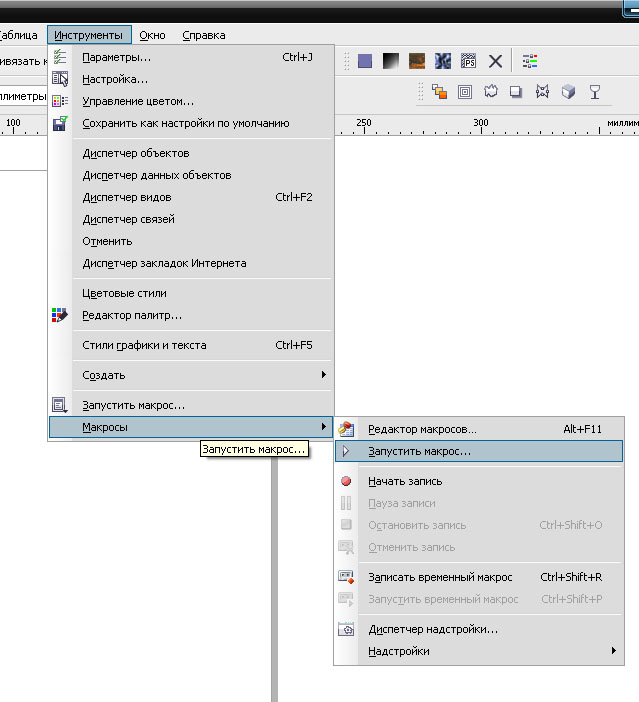 Таблица Инструменты Окно Справка
Параметры... Ctrl+J
Настройка...
Управление цветом...
Сохранить как настройки по умолчанию
100 250 300 миллим
Диспетчер объектов
Диспетчер данных объектов
Диспетчер видов Ctrl+F2
Диспетчер связей
Отменить
Диспетчер закладок Интернета
Цветовые стили
Редактор палитр...
Стили графики и текста Ctrl+F5
Создать
Запустить макрос...
Макросы
Запустить макрос...
Редактор макросов... Alt+F11
Запустить макрос...
Начать запись
Пауза записи
Остановить запись Ctrl+Shift+O
Отменить запись
Записать временный макрос Ctrl+Shift+R
Запустить временный макрос Ctrl+Shift+P
Диспетчер надстройки...
Надстройки